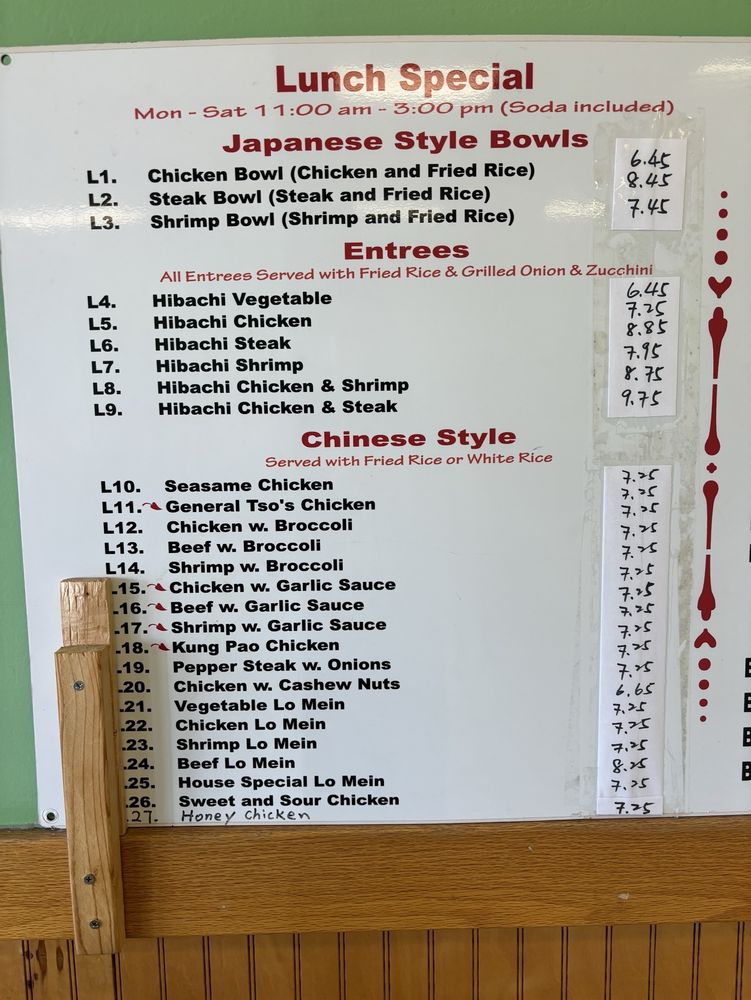 Lunch Special
Mon - Sat 11:00 am - 3:00 pm (Soda included)
Japanese Style Bowls
L1. Chicken Bowl (Chicken and Fried Rice) 6.45
L2. Steak Bowl (Steak and Fried Rice) 8.45
L3. Shrimp Bowl (Shrimp and Fried Rice) 7.45
Entrees
All Entrees Served with Fried Rice & Grilled Onion & Zucchini
L4. Hibachi Vegetable 6.45
L5. Hibachi Chicken 7.25
L6. Hibachi Steak 8.85
L7. Hibachi Shrimp 7.95
L8. Hibachi Chicken & Shrimp 8.75
L9. Hibachi Chicken & Steak 9.75
Chinese Style
Served with Fried Rice or White Rice
L10. Seasame Chicken 7.25
L11. General Tso's Chicken 7.25
L12. Chicken w. Broccoli 7.25
L13. Beef w. Broccoli 7.25
L14. Shrimp w. Broccoli 7.25
15. Chicken w. Garlic Sauce 7.25
16. Beef w. Garlic Sauce 7.25
17. Shrimp w. Garlic Sauce 7.25
18. Kung Pao Chicken 7.25
19. Pepper Steak w. Onions 7.25
20. Chicken w. Cashew Nuts 7.25
21. Vegetable Lo Mein 6.65
22. Chicken Lo Mein 7.25
23. Shrimp Lo Mein 7.25
24. Beef Lo Mein 7.25
25. House Special Lo Mein 8.25
26. Sweet and Sour Chicken 7.25
27. Honey Chicken 7.25